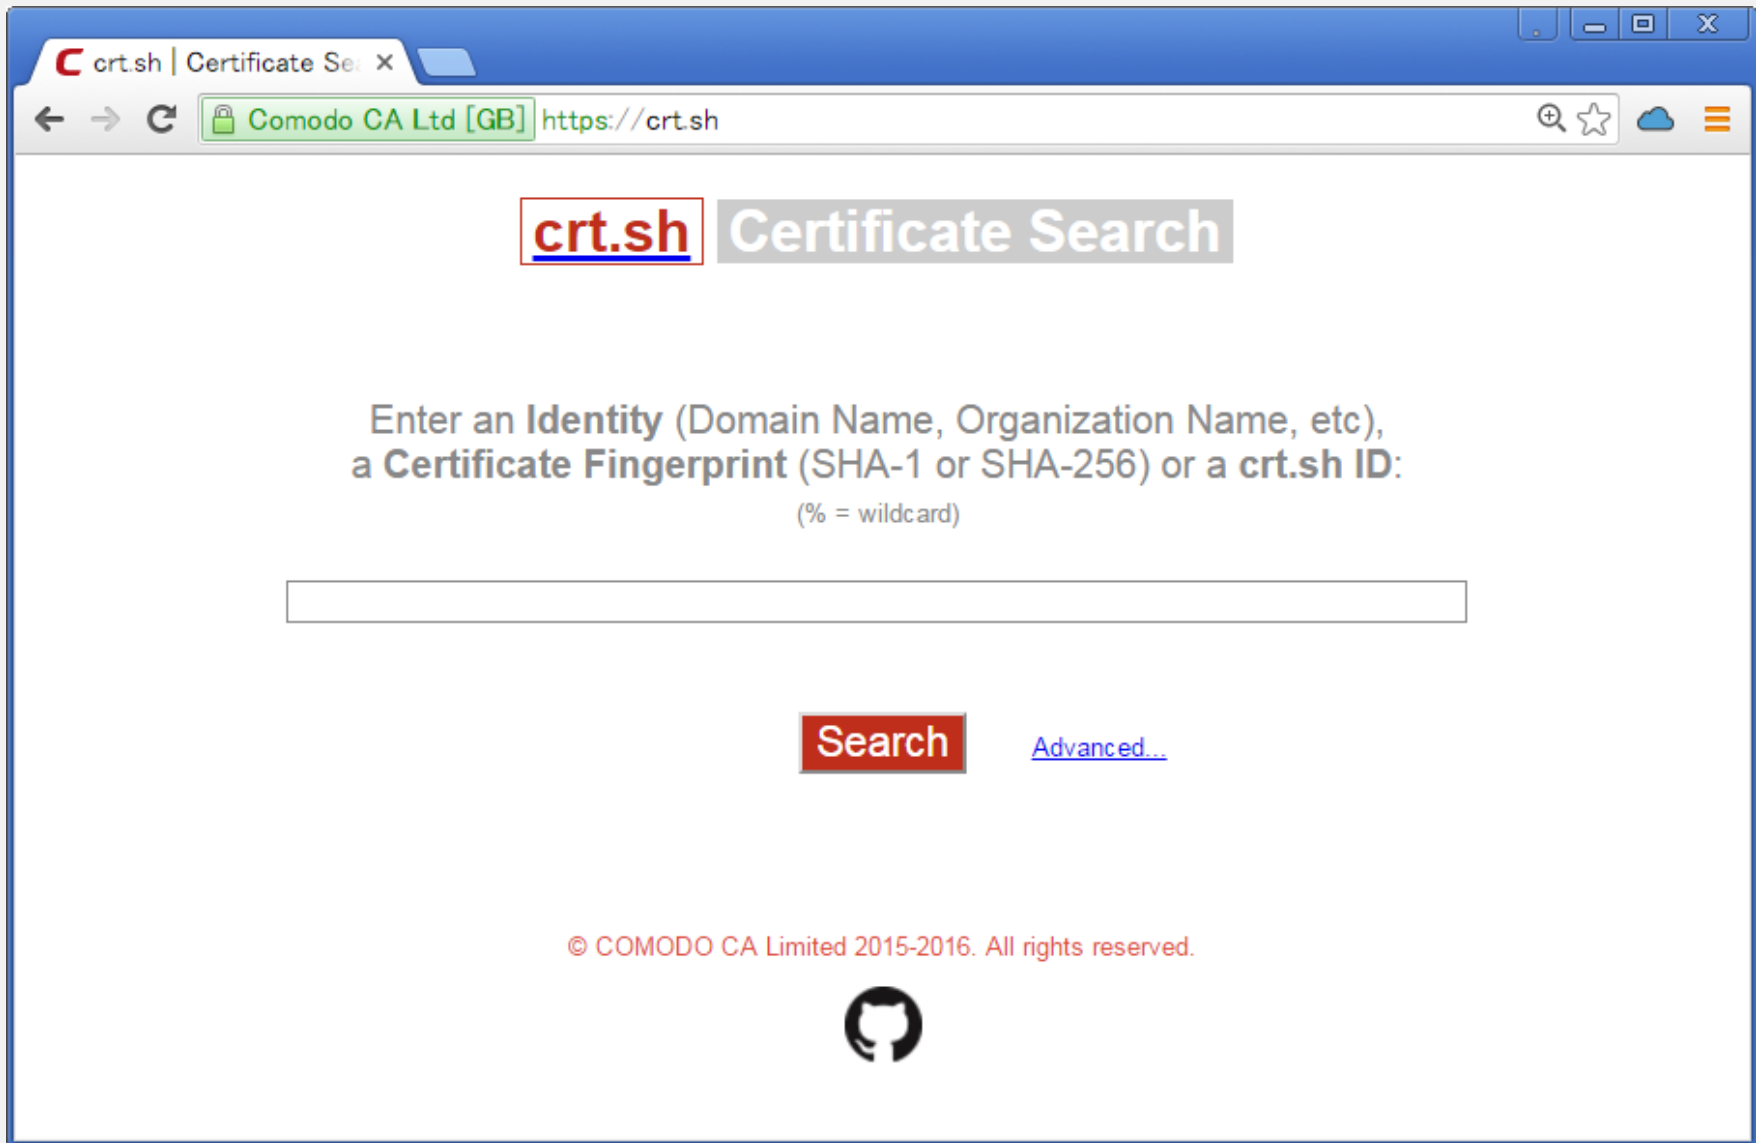 crt.sh | Certificate Se
Comodo CA Ltd [GB] https://crt.sh
crt.sh Certificate Search
Enter an Identity (Domain Name, Organization Name, etc),
a Certificate Fingerprint (SHA-1 or SHA-256) or a crt.sh ID:
(% = wildcard)
Search Advanced...
© COMODO CA Limited 2015-2016. All rights reserved.